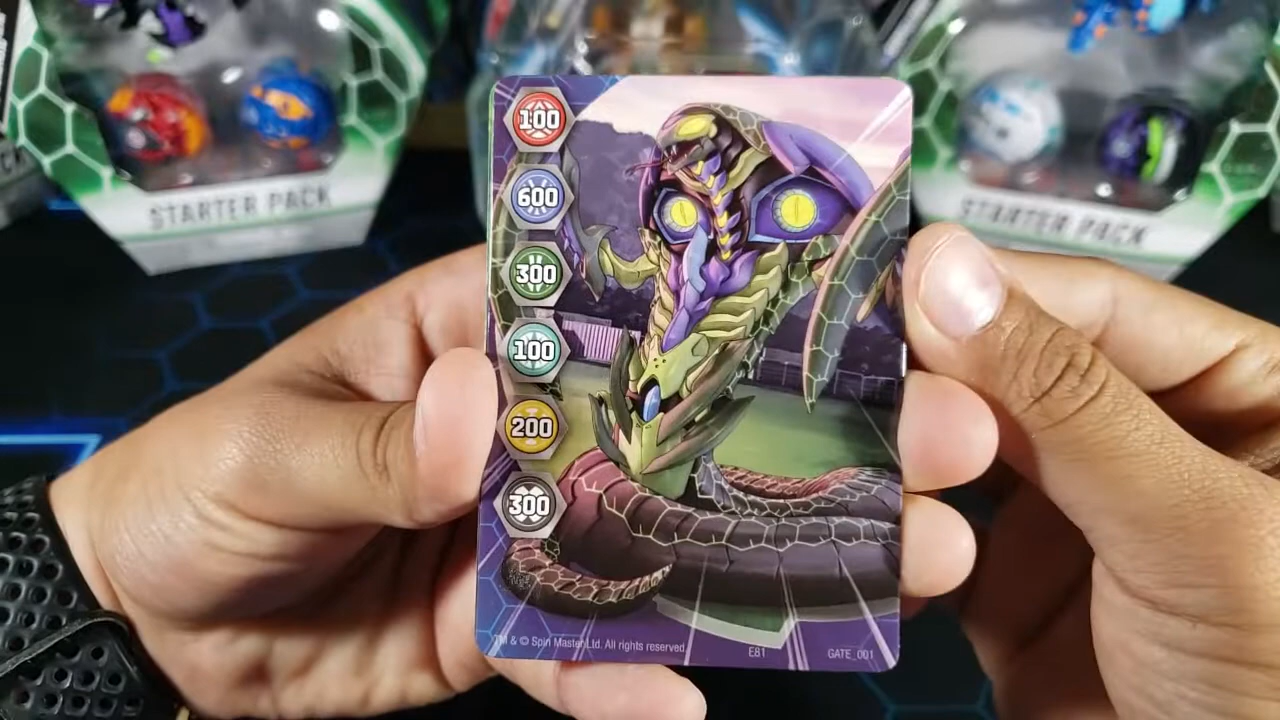 STARTER PACK
STARTER PACK
100
600
300
100
200
300
TM & © Spin Master Ltd. All rights reserved.
E81
GATE_001